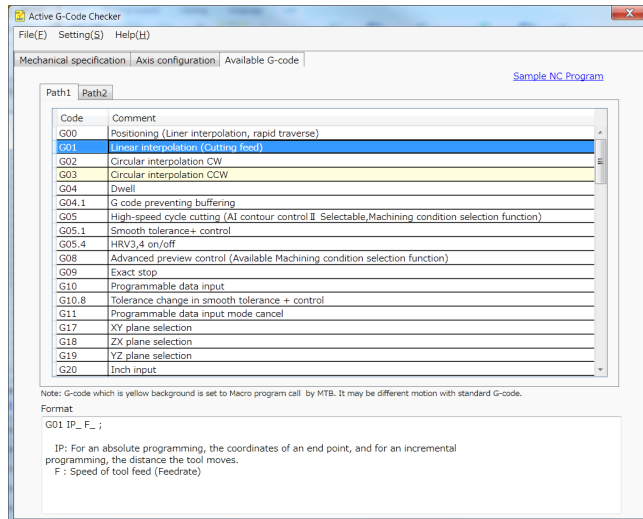 Active G-Code Checker
File(F) Setting(S) Help(H)
Mechanical specification Axis configuration Available G-code
Sample NC Program
Path1 Path2
Code Comment
G00 Positioning (Liner interpolation, rapid traverse)
G01 Linear interpolation (Cutting feed)
G02 Circular interpolation CW
G03 Circular interpolation CCW
G04 Dwell
G04.1 G code preventing buffering
G05 High-speed cycle cutting (AI contour control Ⅱ Selectable,Machining condition selection function)
G05.1 Smooth tolerance+ control
G05.4 HRV3,4 on/off
G08 Advanced preview control (Available Machining condition selection function)
G09 Exact stop
G10 Programmable data input
G10.8 Tolerance change in smooth tolerance + control
G11 Programmable data input mode cancel
G17 XY plane selection
G18 ZX plane selection
G19 YZ plane selection
G20 Inch input
Note: G-code which is yellow background is set to Macro program call by MTB. It may be different motion with standard G-code.
Format
G01 IP_ F_ ;
IP: For an absolute programming, the coordinates of an end point, and for an incremental
programming, the distance the tool moves.
F : Speed of tool feed (Feedrate)